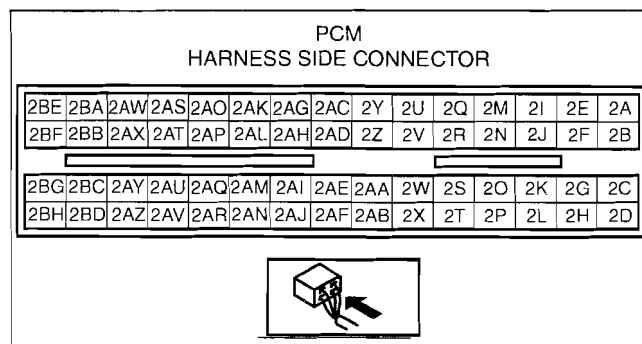 PCM
HARNESS SIDE CONNECTOR
2BE 2BA 2AW 2AS 2AO 2AK 2AG 2AC 2Y 2U 2Q 2M 2I 2E 2A
2BF 2BB 2AX 2AT 2AP 2AL 2AH 2AD 2Z 2V 2R 2N 2J 2F 2B
2BG 2BC 2AY 2AU 2AQ 2AM 2AI 2AE 2AA 2W 2S 2O 2K 2G 2C
2BH 2BD 2AZ 2AV 2AR 2AN 2AJ 2AF 2AB 2X 2T 2P 2L 2H 2D